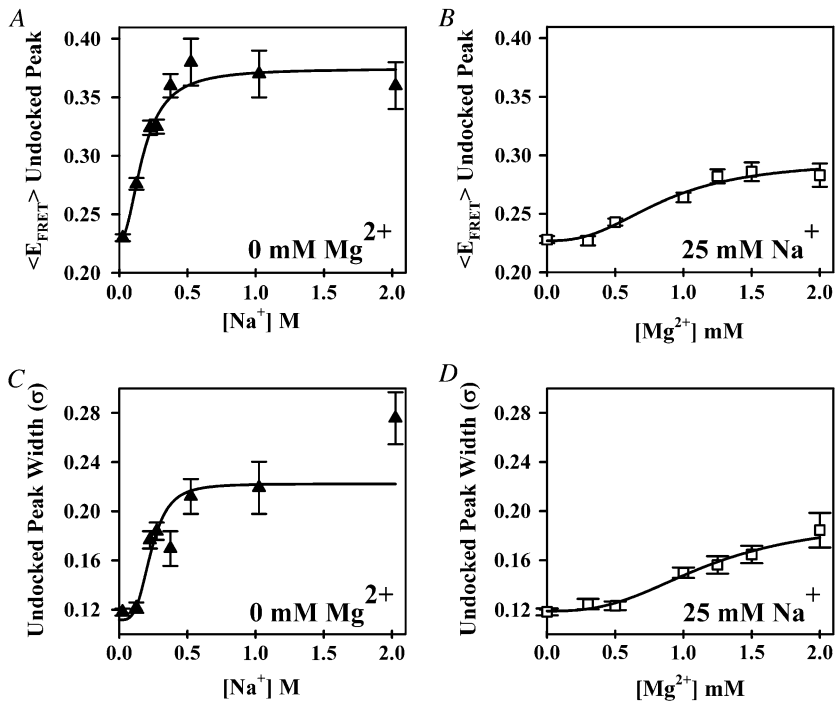 A
<E_FRET> Undocked Peak
0.40
0.35
0.30
0.25
0.20
0.0 0.5 1.0 1.5 2.0
[Na⁺] M
0 mM Mg²⁺
B
<E_FRET> Undocked Peak
0.40
0.35
0.30
0.25
0.20
0.0 0.5 1.0 1.5 2.0
[Mg²⁺] mM
25 mM Na⁺
C
Undocked Peak Width (σ)
0.28
0.24
0.20
0.16
0.12
0.0 0.5 1.0 1.5 2.0
[Na⁺] M
0 mM Mg²⁺
D
Undocked Peak Width (σ)
0.28
0.24
0.20
0.16
0.12
0.0 0.5 1.0 1.5 2.0
[Mg²⁺] mM
25 mM Na⁺